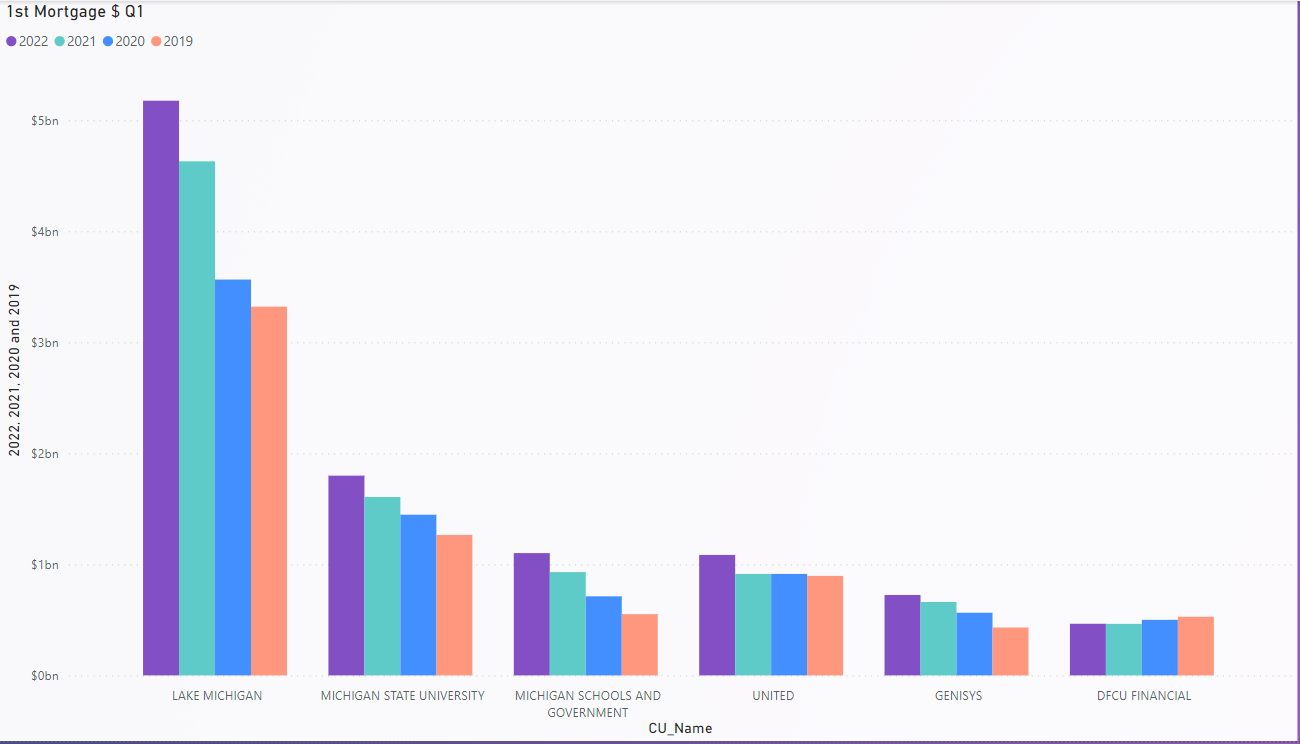 1st Mortgage $ Q1
2022 2021 2020 2019
2022, 2021, 2020 and 2019
$5bn
$4bn
$3bn
$2bn
$1bn
$0bn
LAKE MICHIGAN
MICHIGAN STATE UNIVERSITY
MICHIGAN SCHOOLS AND
GOVERNMENT
UNITED
GENISYS
DFCU FINANCIAL
CU_Name